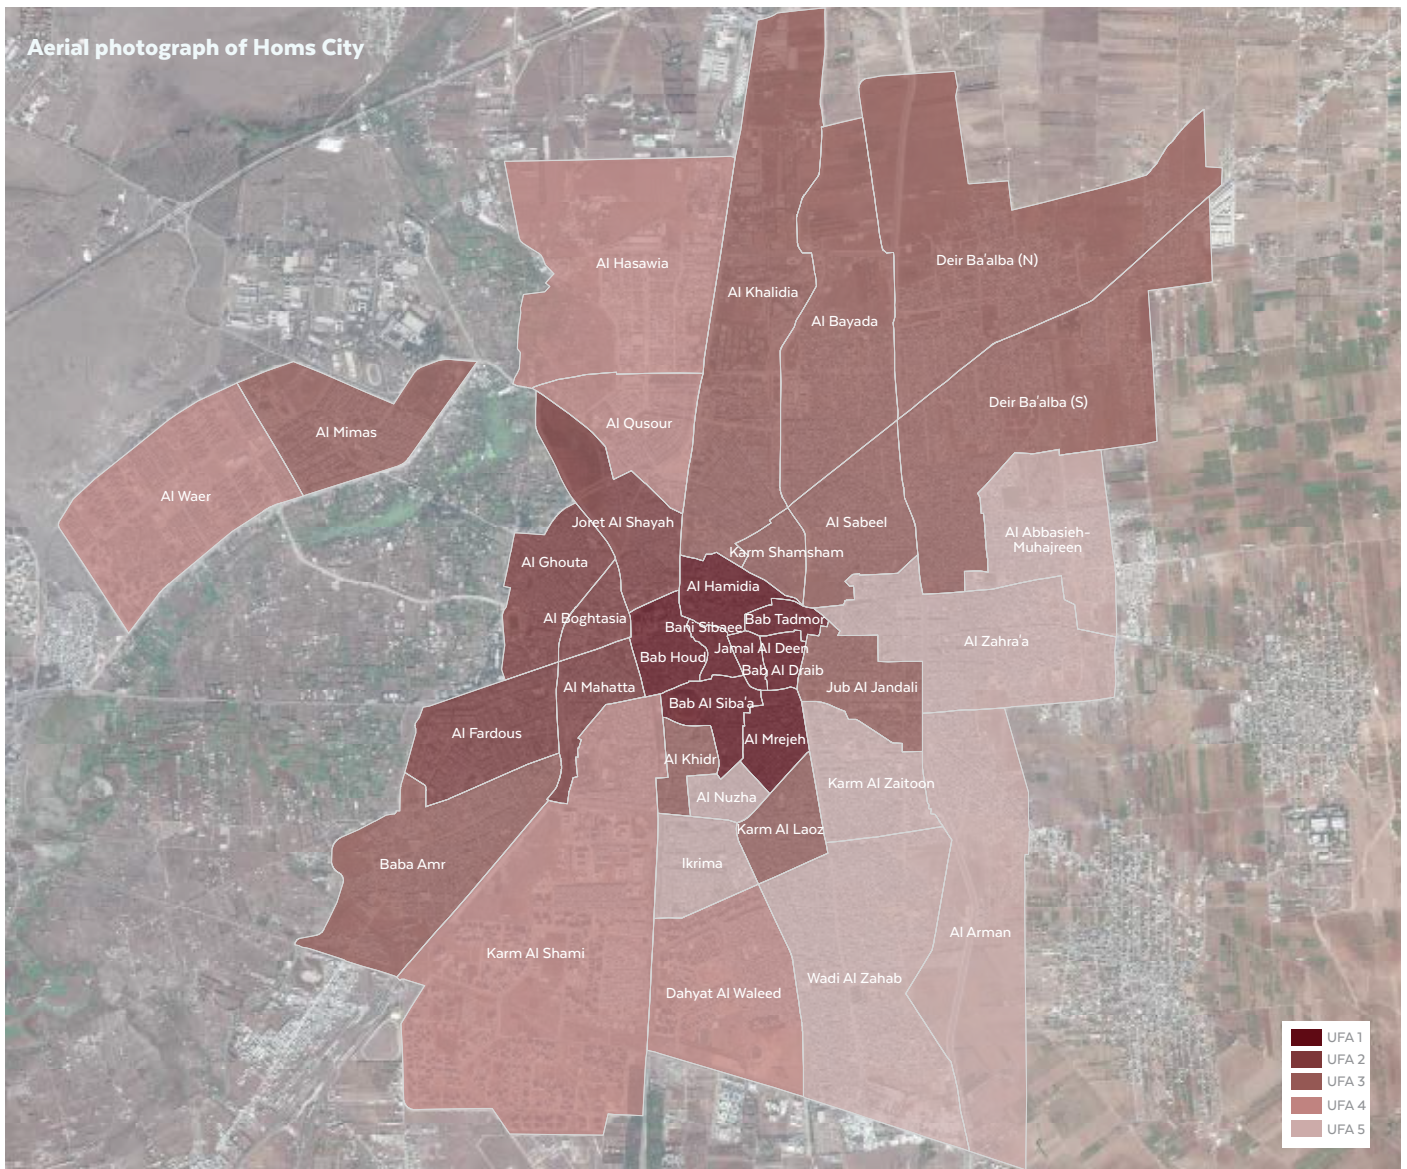 Aerial photograph of Homs City
Al Hasawia
Deir Ba'alba (N)
Al Khalidia
Al Bayada
Deir Ba'alba (S)
Al Qusour
Al Mimas
Al Waer
Joret Al Shayah
Al Sabeel
Al Abbasieh-
Muhajreen
Karm Shamsham
Al Ghouta
Al Hamidia
Al Boghtasia
Bab Tadmor
Bani Sibaee
Al Zahra'a
Jamal Al Deen
Bab Houd
Bab Al Draib
Al Mahatta
Jub Al Jandali
Bab Al Siba'a
Al Fardous
Al Mrejeh
Al Khidr
Karm Al Zaitoon
Al Nuzha
Karm Al Laoz
Baba Amr
Ikrima
Al Arman
Karm Al Shami
Wadi Al Zahab
Dahyat Al Waleed
UFA 1
UFA 2
UFA 3
UFA 4
UFA 5